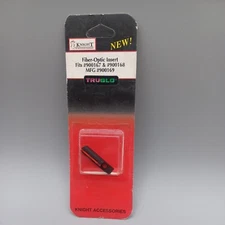 KNIGHT
NEW!
Fiber-Optic Insert
Fits #900167 & #900168
MFG #900169
TRUGLO
KNIGHT ACCESSORIES